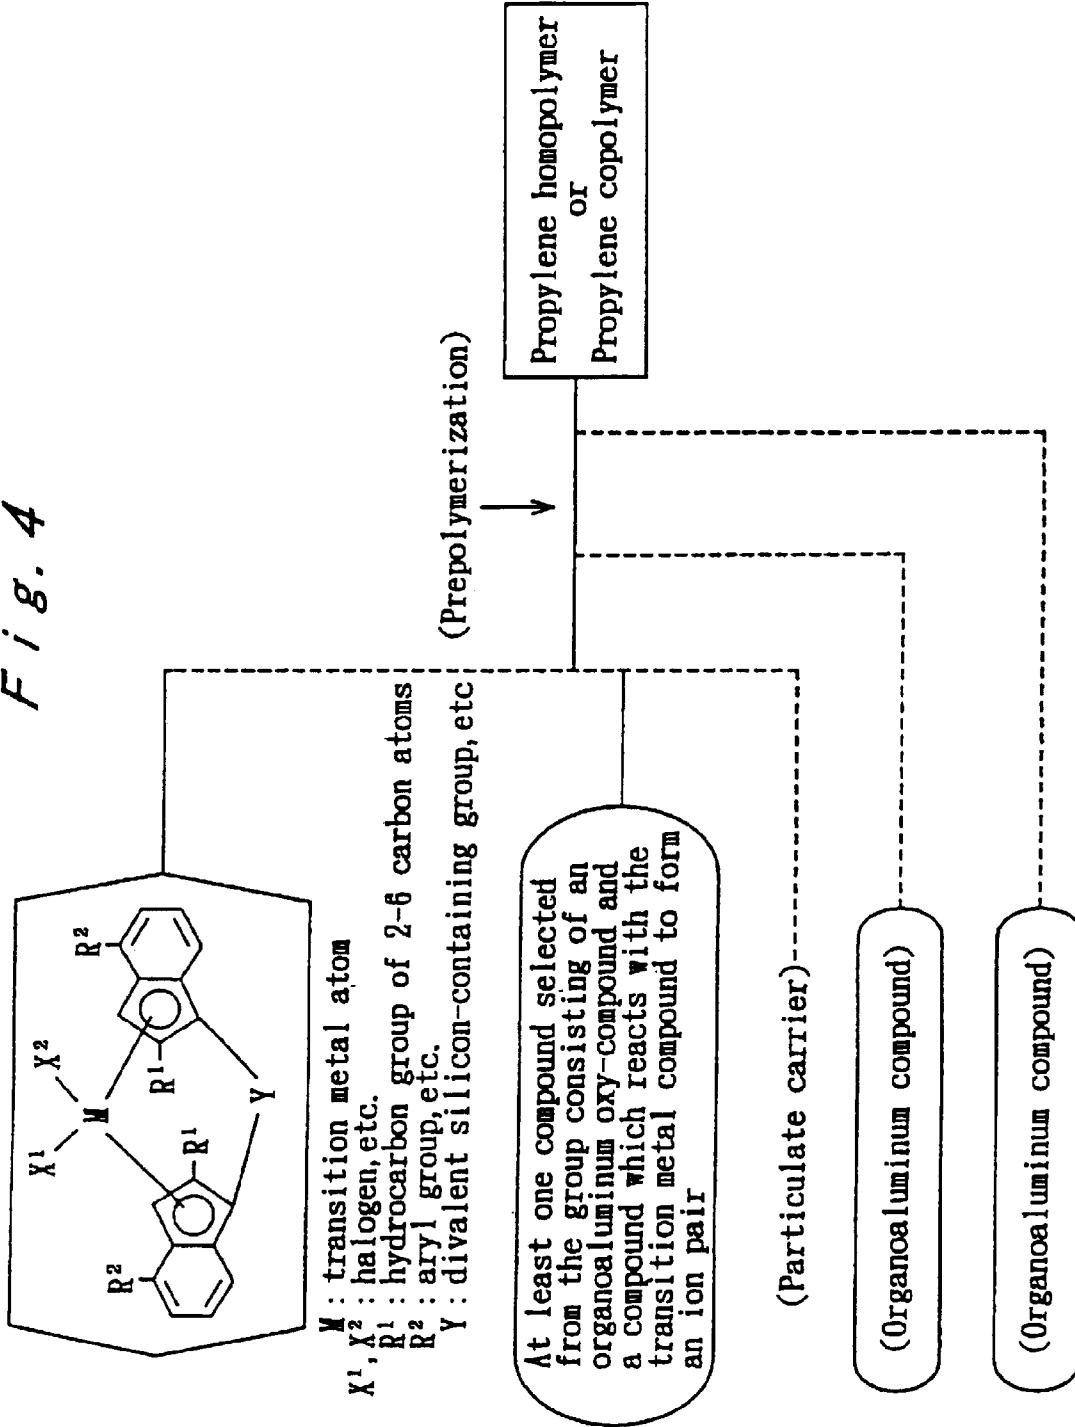 Fig. 4
X¹
X²
M
R²
R¹
R¹
R²
Y
M : transition metal atom
X¹, X² : halogen, etc.
R¹ : hydrocarbon group of 2-6 carbon atoms
R² : aryl group, etc.
Y : divalent silicon-containing group, etc
At least one compound selected
from the group consisting of an
organoaluminum oxy-compound and
a compound which reacts with the
transition metal compound to form
an ion pair
(Particulate carrier)
(Organoaluminum compound)
(Organoaluminum compound)
(Prepolymerization)
Propylene homopolymer
or
Propylene copolymer